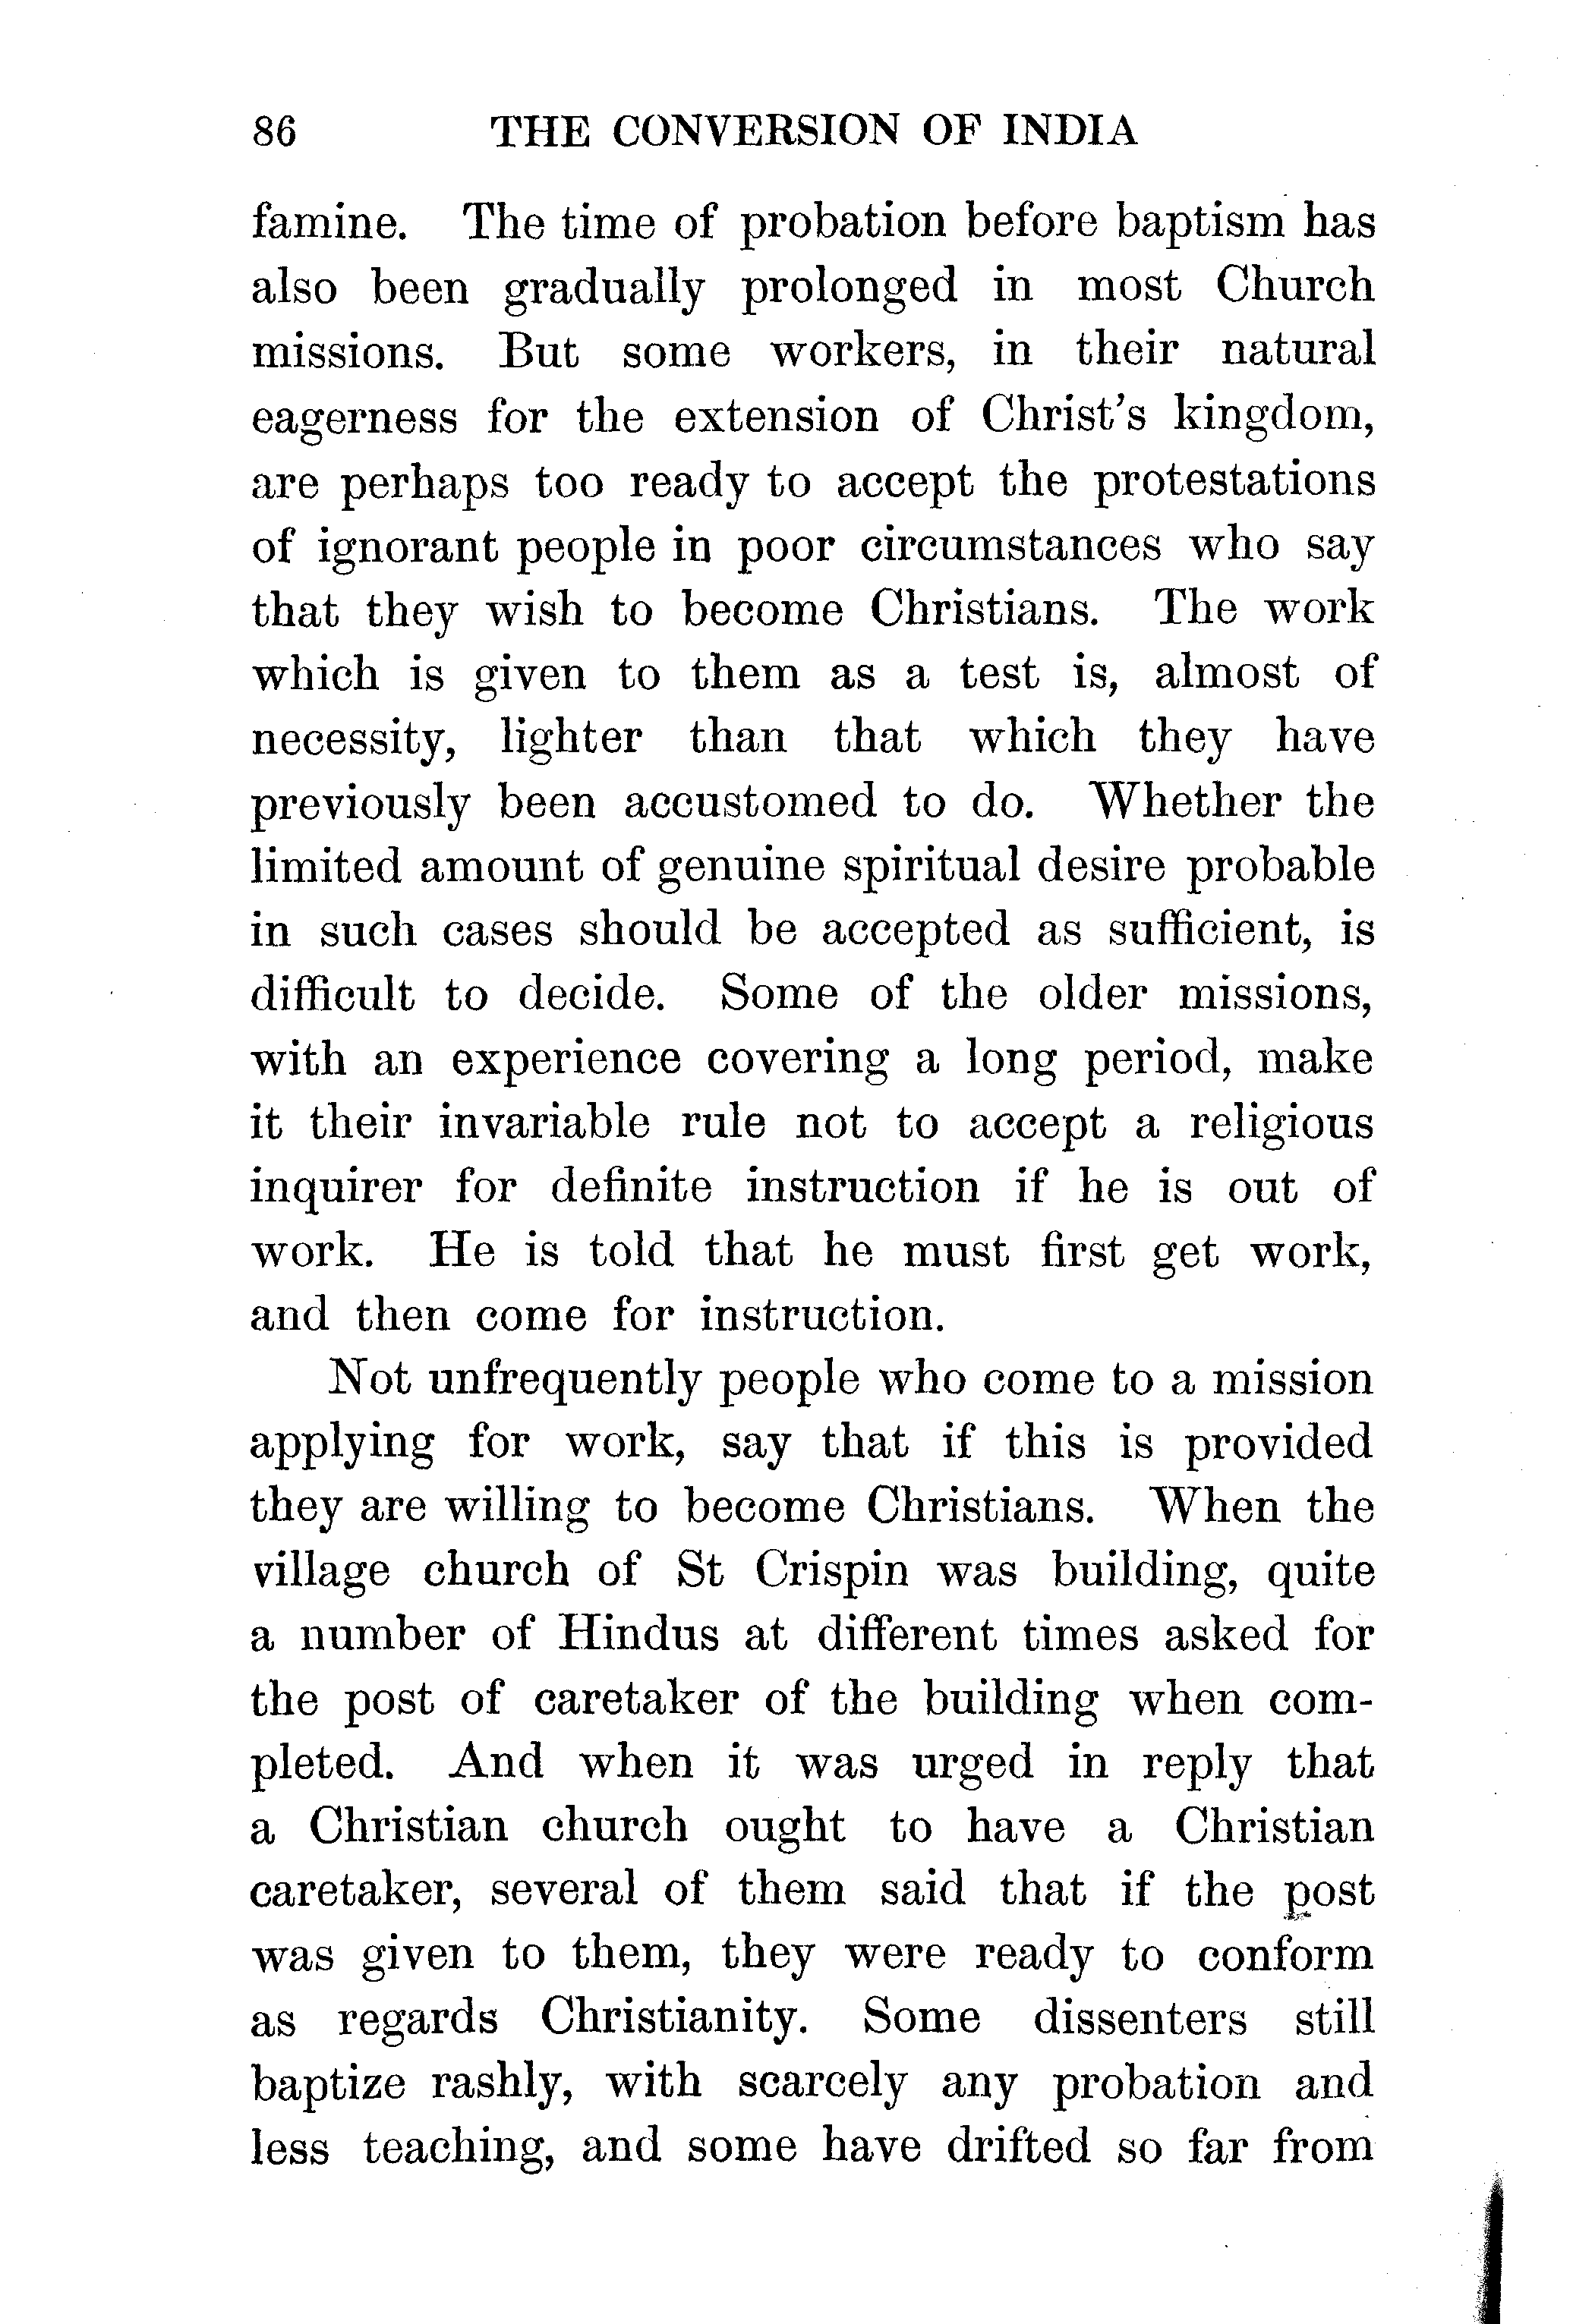 86 THE CONVERSION OF INDIA
famine. The time of probation before baptism has
also been gradually prolonged in most Church
missions. But some workers, in their natural
eagerness for the extension of Christ's kingdom,
are perhaps too ready to accept the protestations
of ignorant people in poor circumstances who say
that they wish to become Christians. The work
which is given to them as a test is, almost of
necessity, lighter than that which they have
previously been accustomed to do. Whether the
limited amount of genuine spiritual desire probable
in such cases should be accepted as sufficient, is
difficult to decide. Some of the older missions,
with an experience covering a long period, make
it their invariable rule not to accept a religious
inquirer for definite instruction if he is out of
work. He is told that he must first get work,
and then come for instruction.
Not unfrequently people who come to a mission
applying for work, say that if this is provided
they are willing to become Christians. When the
village church of St Crispin was building, quite
a number of Hindus at different times asked for
the post of caretaker of the building when com-
pleted. And when it was urged in reply that
a Christian church ought to have a Christian
caretaker, several of them said that if the post
was given to them, they were ready to conform
as regards Christianity. Some dissenters still
baptize rashly, with scarcely any probation and
less teaching, and some have drifted so far from